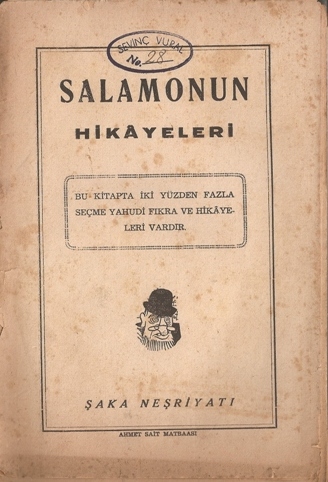 SEVİNÇ VURAL
No. 28
SALAMONUN
HİKÂYELERİ
BU KİTAPTA İKİ YÜZDEN FAZLA
SEÇME YAHUDİ FIKRA VE HİKÂYE-
LERİ VARDIR.
ŞAKA NEŞRİYATI
AHMET SAİT MATBAASI